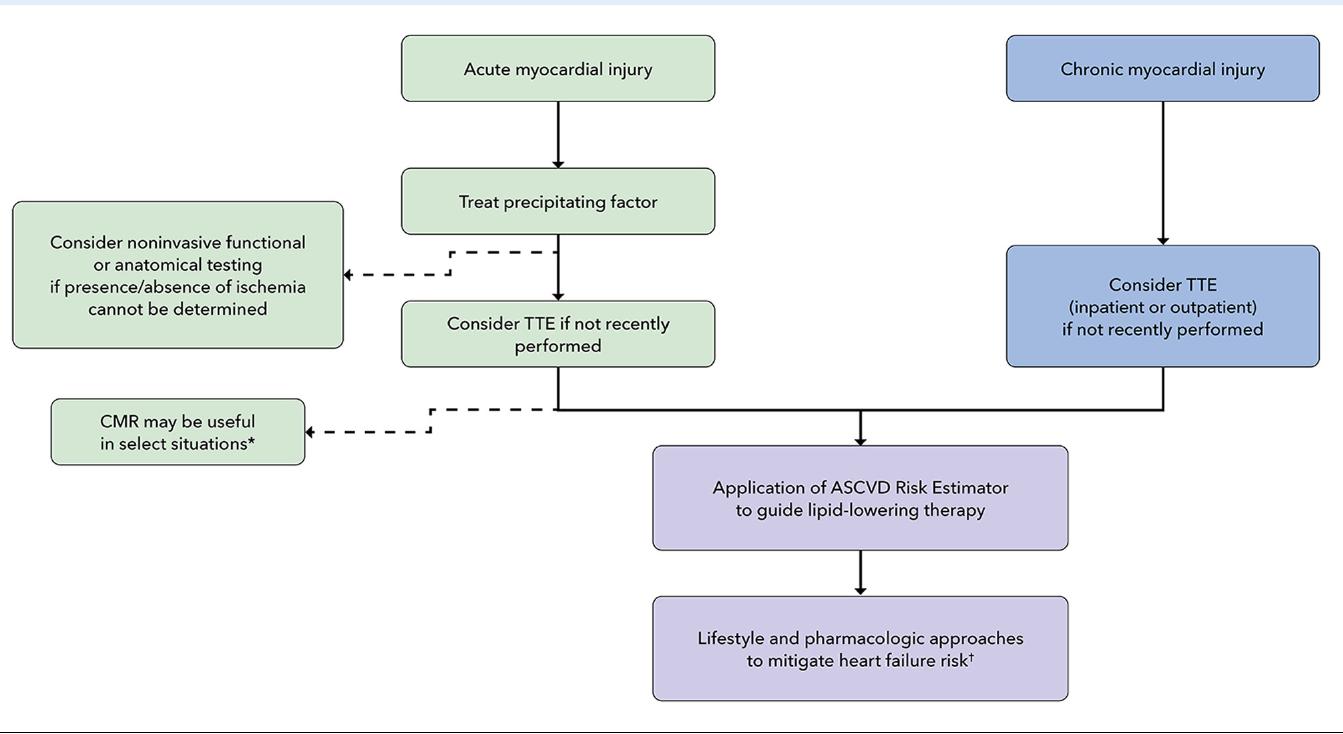 Acute myocardial injury
Chronic myocardial injury
Treat precipitating factor
Consider noninvasive functional
or anatomical testing
if presence/absence of ischemia
cannot be determined
Consider TTE
(inpatient or outpatient)
if not recently performed
Consider TTE if not recently
performed
CMR may be useful
in select situations*
Application of ASCVD Risk Estimator
to guide lipid-lowering therapy
Lifestyle and pharmacologic approaches
to mitigate heart failure risk†